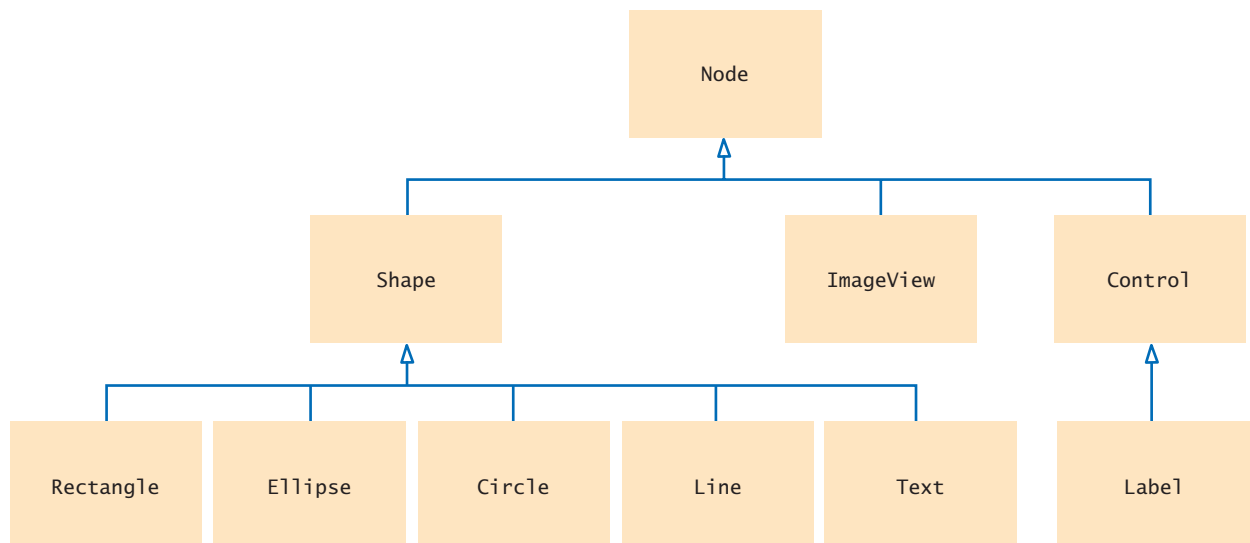 Node
Shape
ImageView
Control
Rectangle
Ellipse
Circle
Line
Text
Label